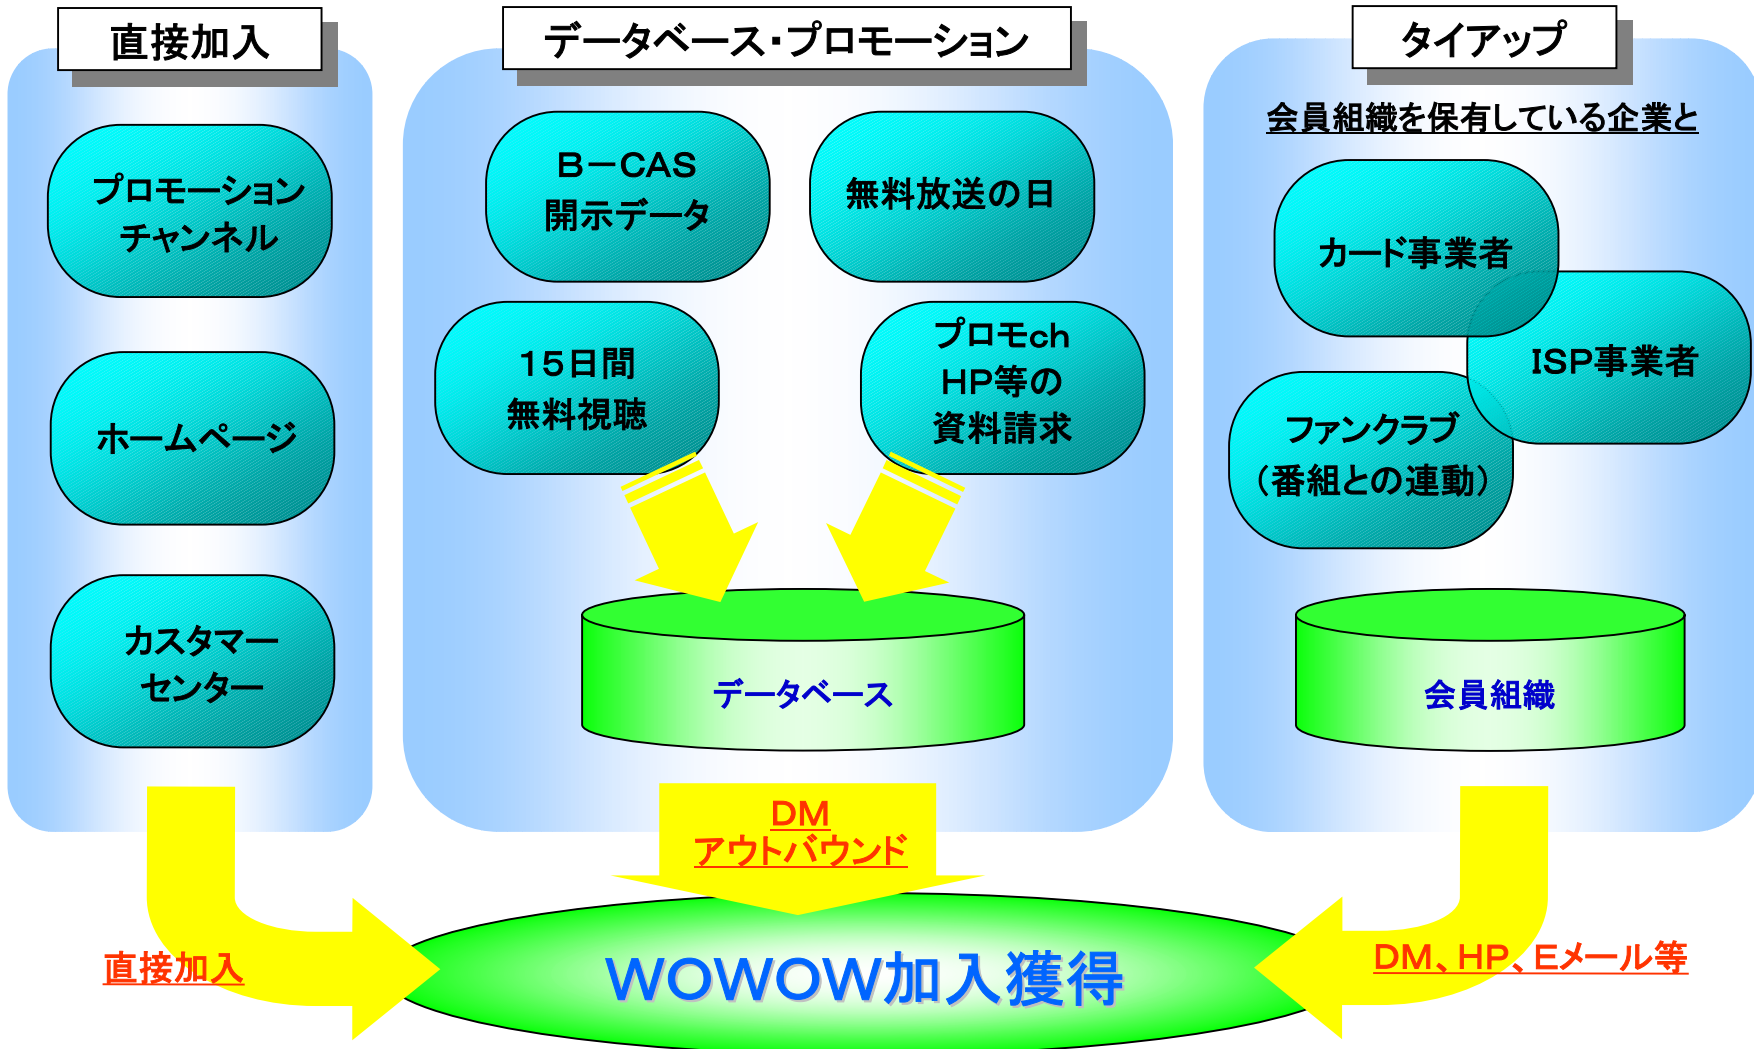 直接加入
プロモーション
チャンネル
ホームページ
カスタマー
センター
データベース・プロモーション
B－CAS
開示データ
無料放送の日
15日間
無料視聴
プロモch
HP等の
資料請求
データベース
タイアップ
会員組織を保有している企業と
カード事業者
ISP事業者
ファンクラブ
（番組との連動）
会員組織
直接加入
DM
アウトバウンド
DM、HP、Eメール等
WOWOW加入獲得